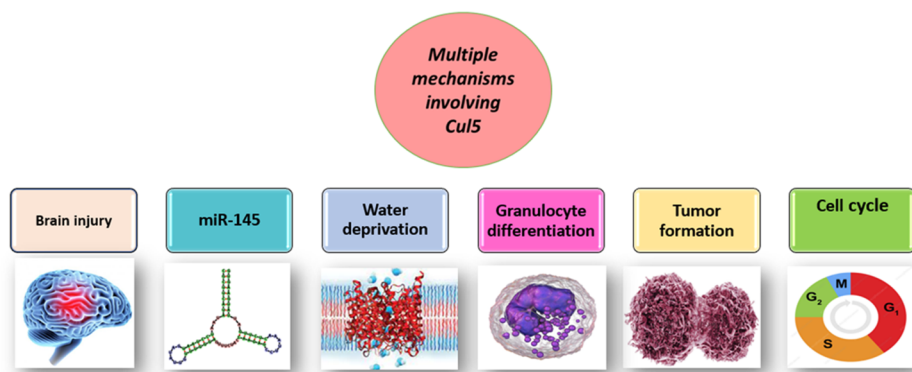 Multiple
mechanisms
involving
Cul5
Brain injury
miR-145
Water
deprivation
Granulocyte
differentiation
Tumor
formation
Cell cycle
M
G₂
G₁
S